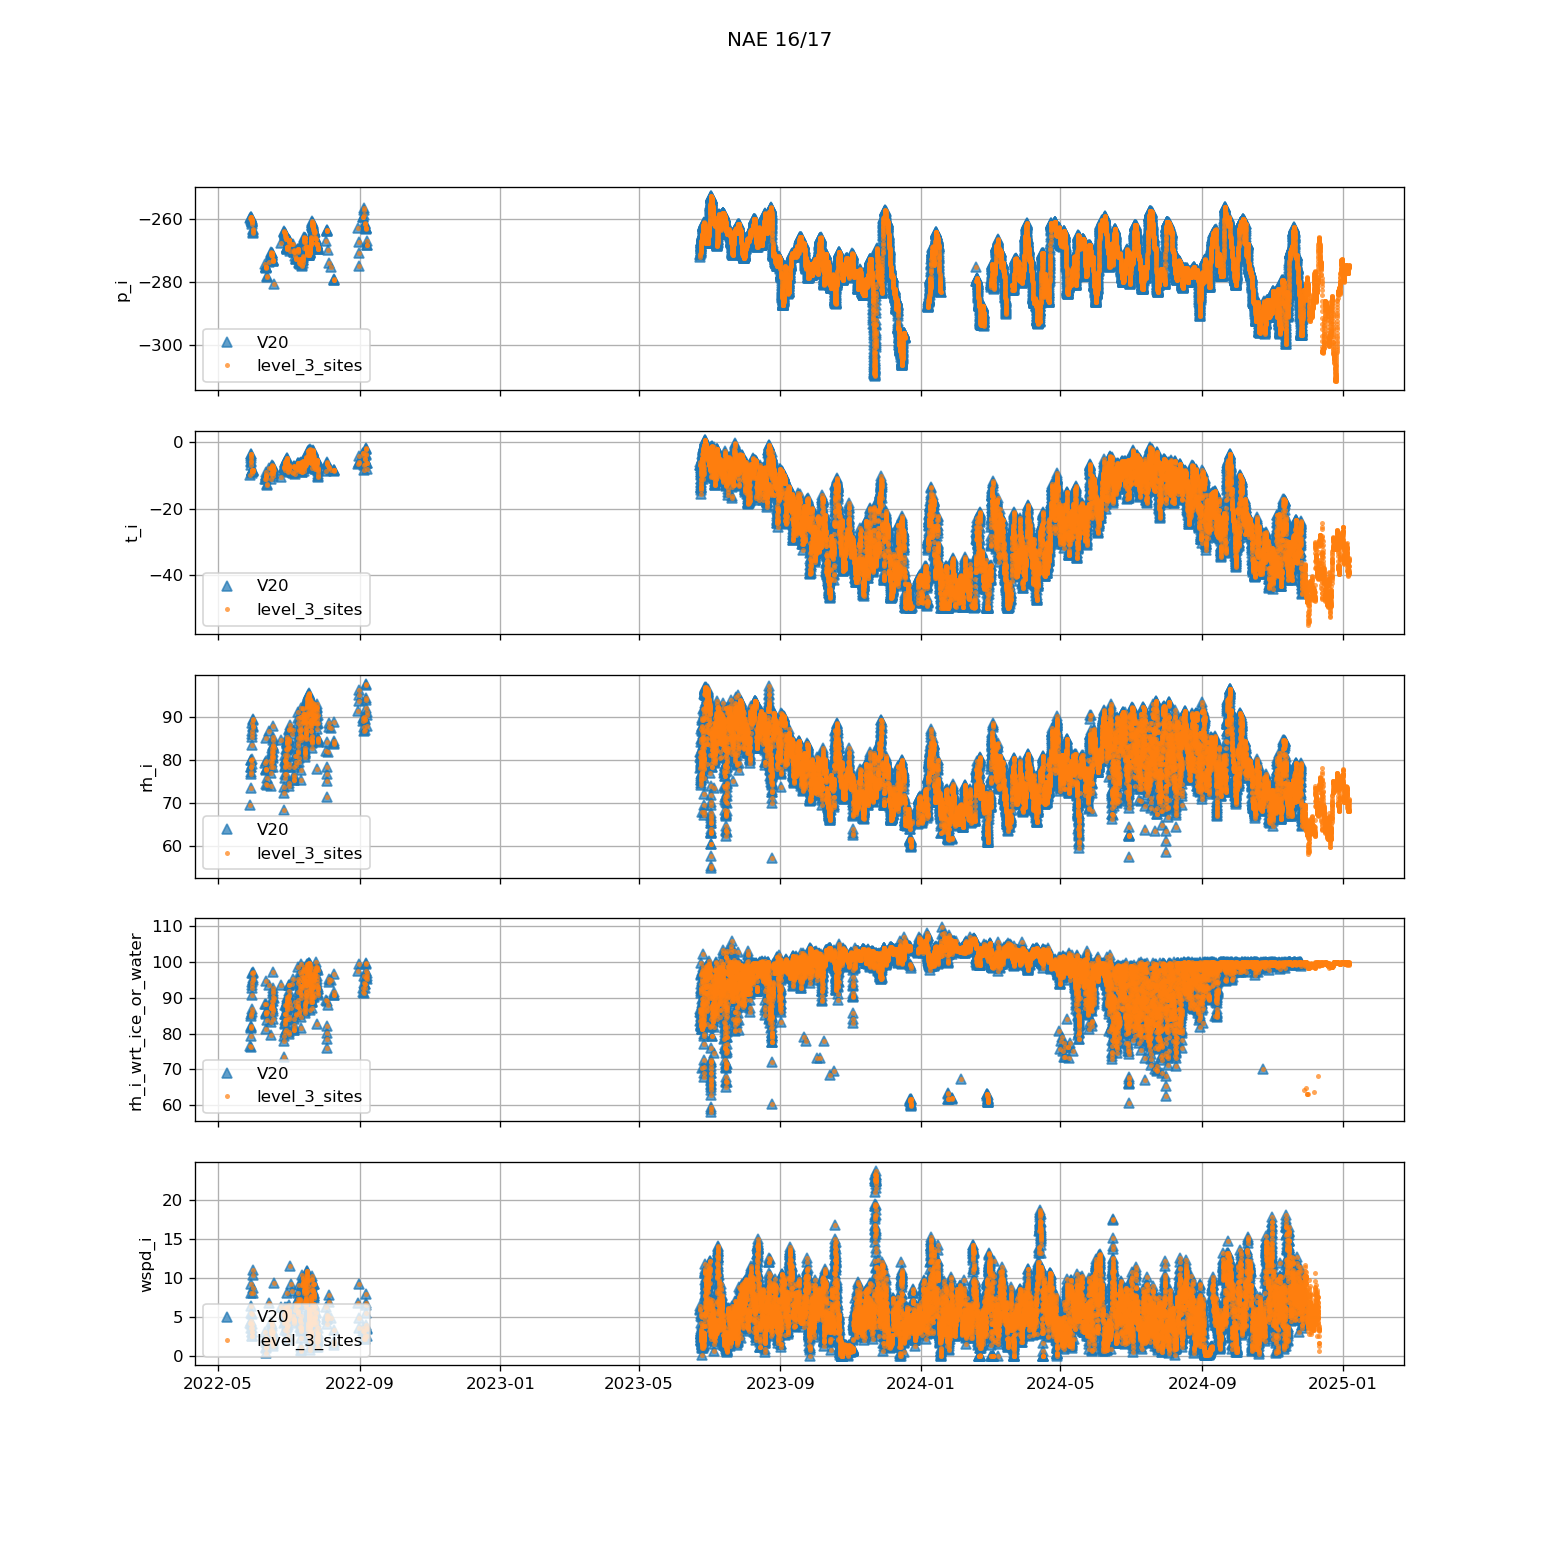 NAE 16/17
p_i
−260
−280
−300
V20
level_3_sites
t_i
0
−20
−40
V20
level_3_sites
rh_i
90
80
70
60
V20
level_3_sites
rh_i_wrt_ice_or_water
110
100
90
80
70
60
V20
level_3_sites
wspd_i
20
15
10
5
0
V20
level_3_sites
2022-05 2022-09 2023-01 2023-05 2023-09 2024-01 2024-05 2024-09 2025-01